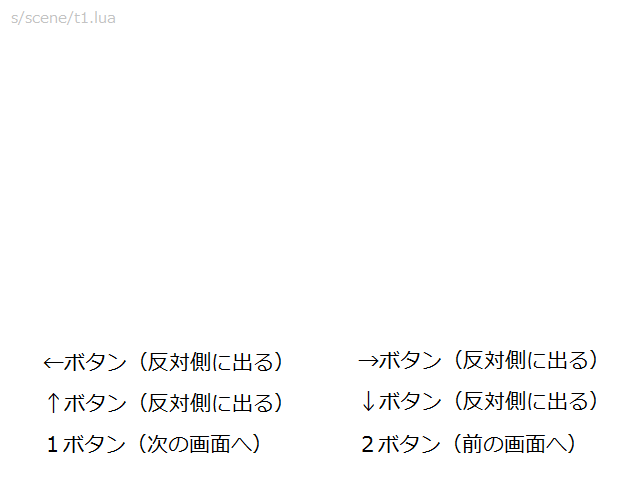 s/scene/t1.lua
←ボタン（反対側に出る） →ボタン（反対側に出る）
↑ボタン（反対側に出る） ↓ボタン（反対側に出る）
１ボタン（次の画面へ） ２ボタン（前の画面へ）